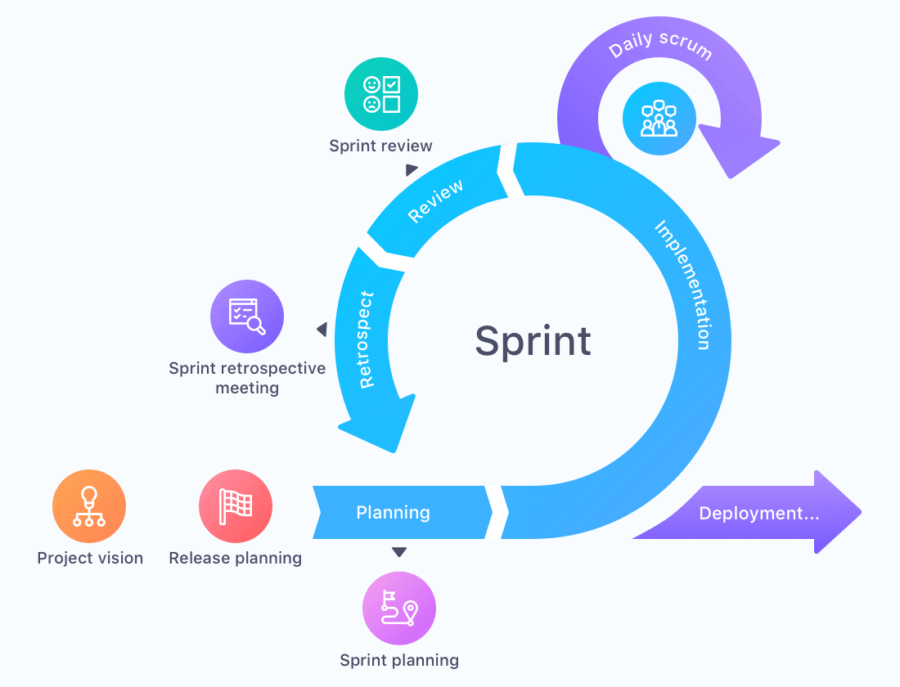 Daily scrum
Sprint review
Review
Implementation
Retrospect
Sprint
Sprint retrospective
meeting
Planning
Deployment...
Project vision
Release planning
Sprint planning